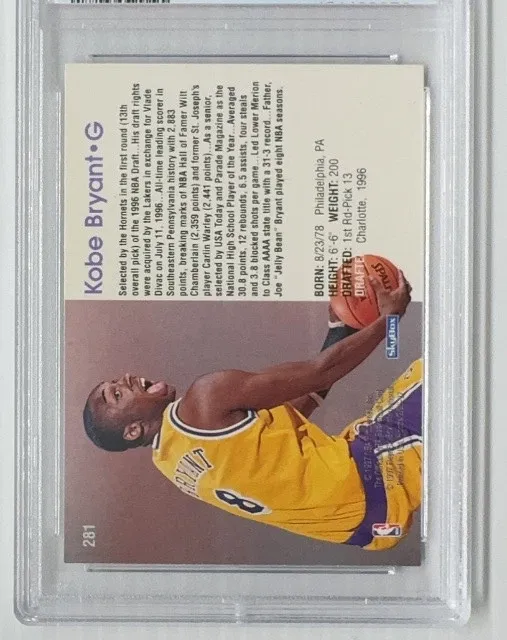 Kobe Bryant • G
Selected by the Hornets in the first round (13th
overall pick) of the 1996 NBA Draft...His draft rights
were acquired by the Lakers in exchange for Vlade
Divac on July 11, 1996...All-time leading scorer in
Southeastern Pennsylvania history with 2,883
points, breaking marks of NBA Hall of Famer Wilt
Chamberlain (2,359 points) and former St. Joseph's
player Carlin Warley (2,441 points)...As a senior,
selected by USA Today and Parade Magazine as the
National High School Player of the Year...Averaged
30.8 points, 12 rebounds, 6.5 assists, four steals
and 3.8 blocked shots per game...Led Lower Merion
to Class AAAA state title with a 31-3 record...Father,
Joe "Jelly Bean" Bryant played eight NBA seasons.
BORN: 8/23/78 Philadelphia, PA
HEIGHT: 6'-6" WEIGHT: 200
DRAFTED: 1st Rd-Pick 13
DRAFTED: Charlotte, 1996
SPALDING
SkyBox
BRYANT
8
NBA
281